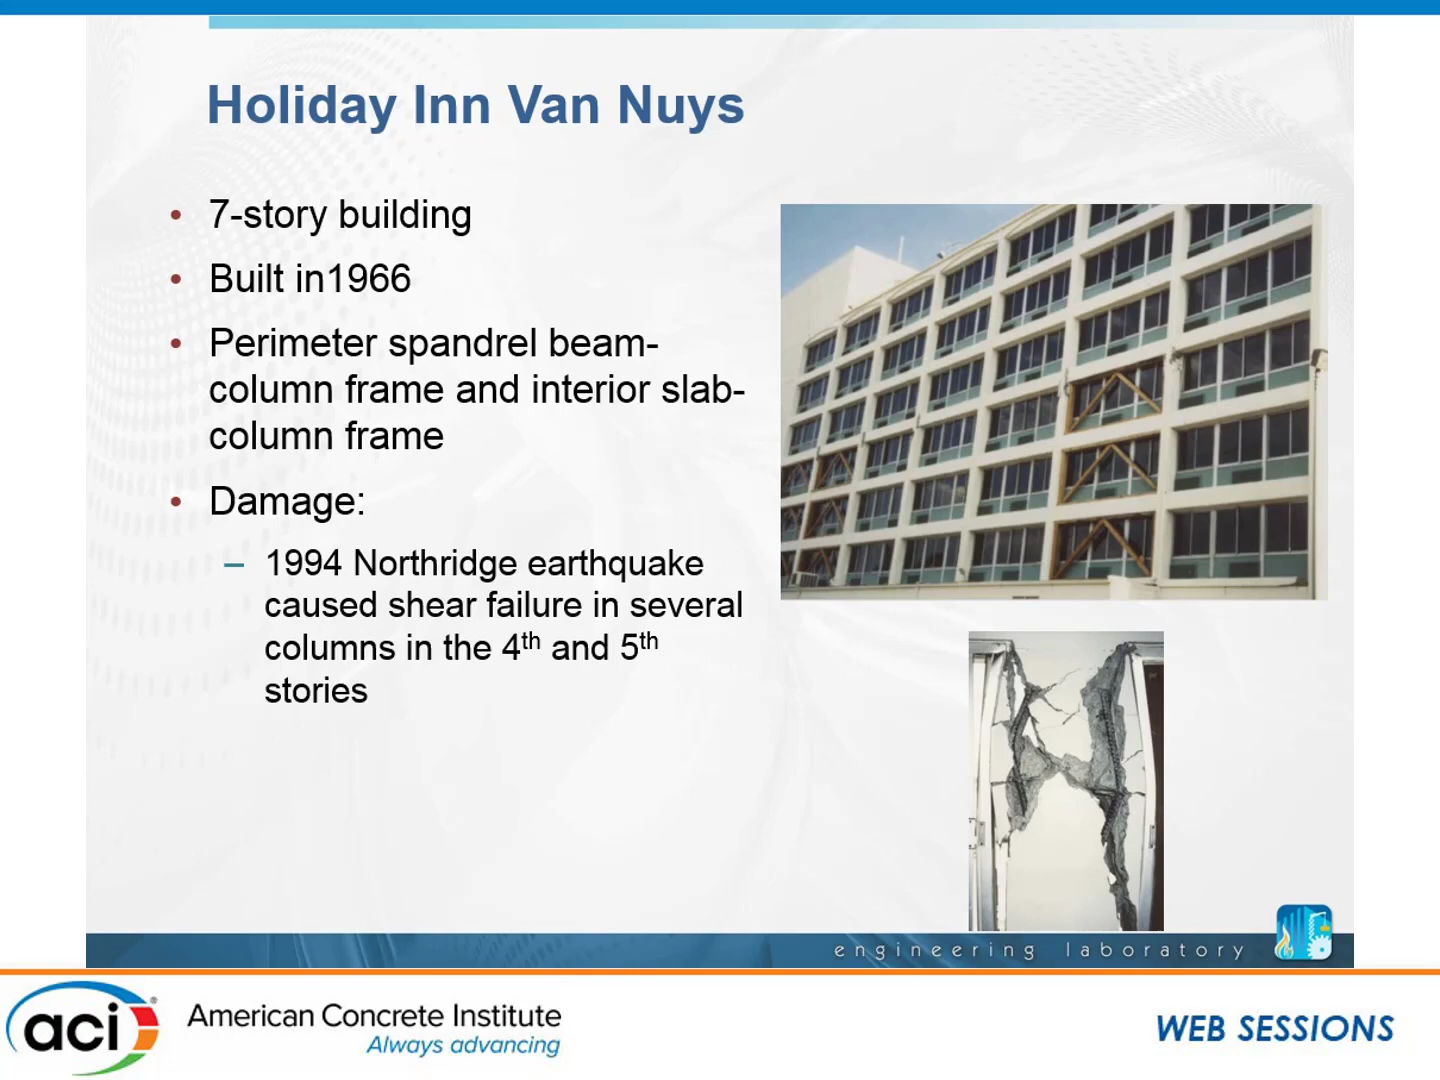 Holiday Inn Van Nuys
• 7-story building
• Built in1966
• Perimeter spandrel beam-
column frame and interior slab-
column frame
• Damage:
– 1994 Northridge earthquake
caused shear failure in several
columns in the 4th and 5th
stories
engineering laboratory
aci®
American Concrete Institute
Always advancing
WEB SESSIONS